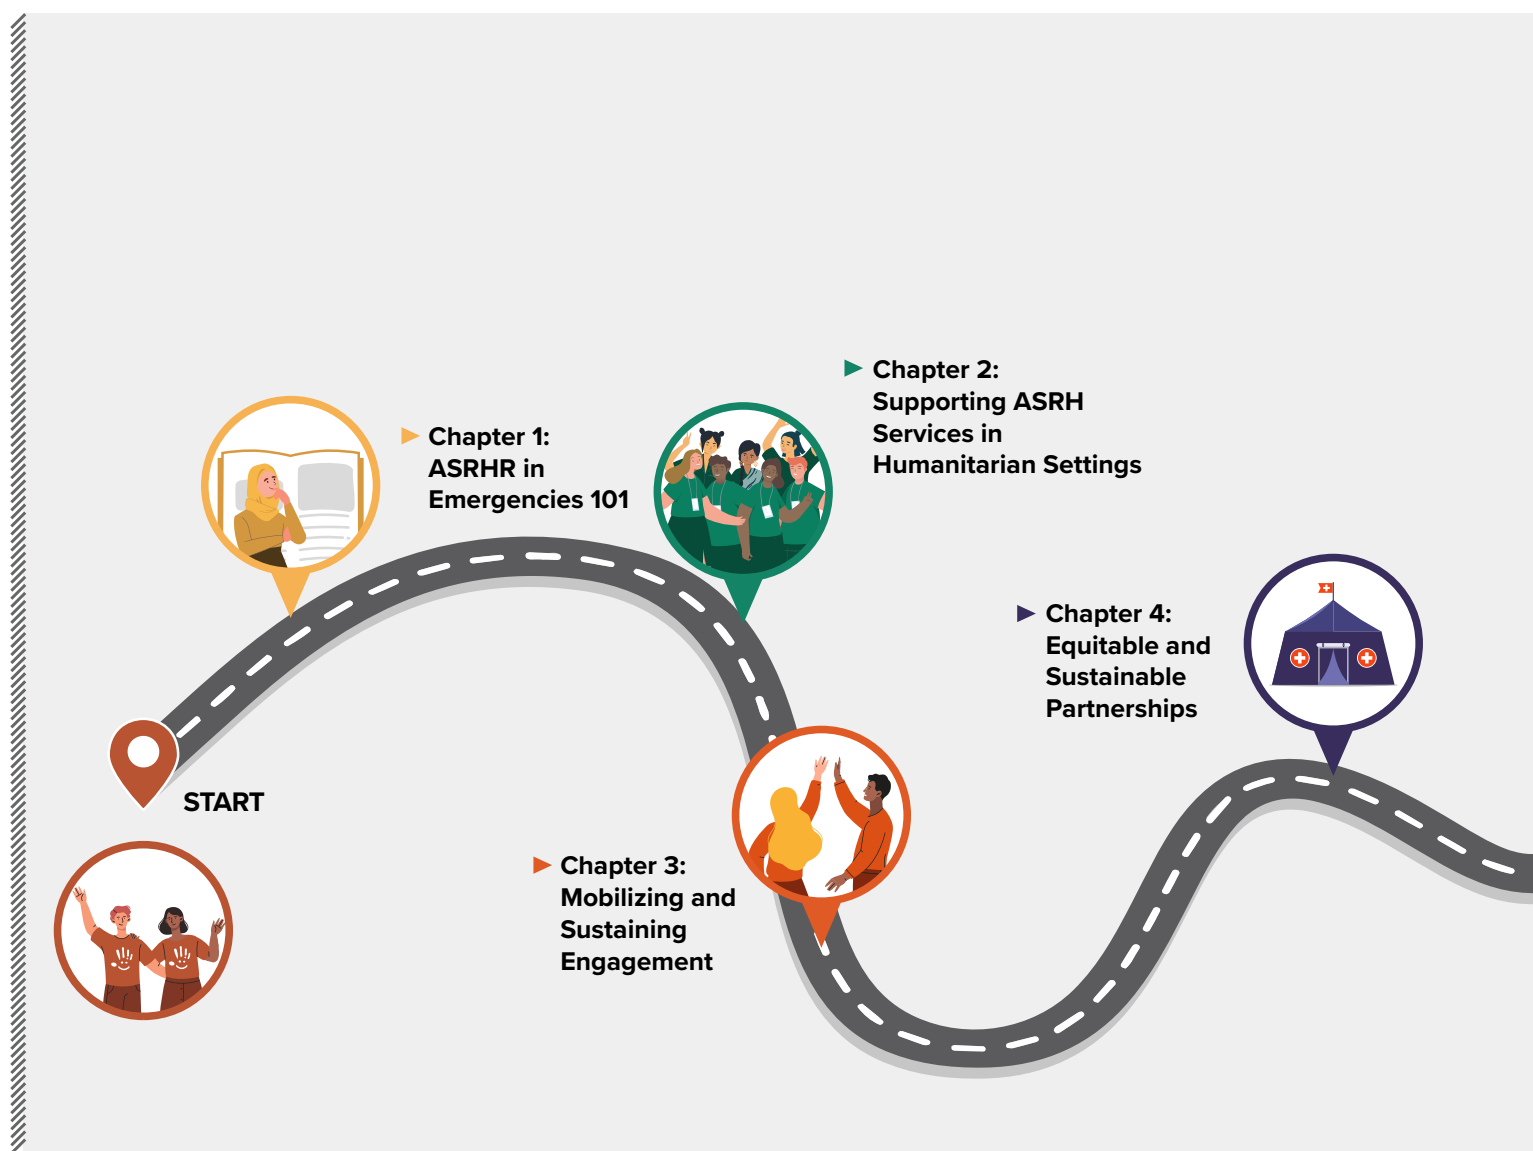 Chapter 1:
ASRHR in
Emergencies 101
Chapter 2:
Supporting ASRH
Services in
Humanitarian Settings
START
Chapter 3:
Mobilizing and
Sustaining
Engagement
Chapter 4:
Equitable and
Sustainable
Partnerships